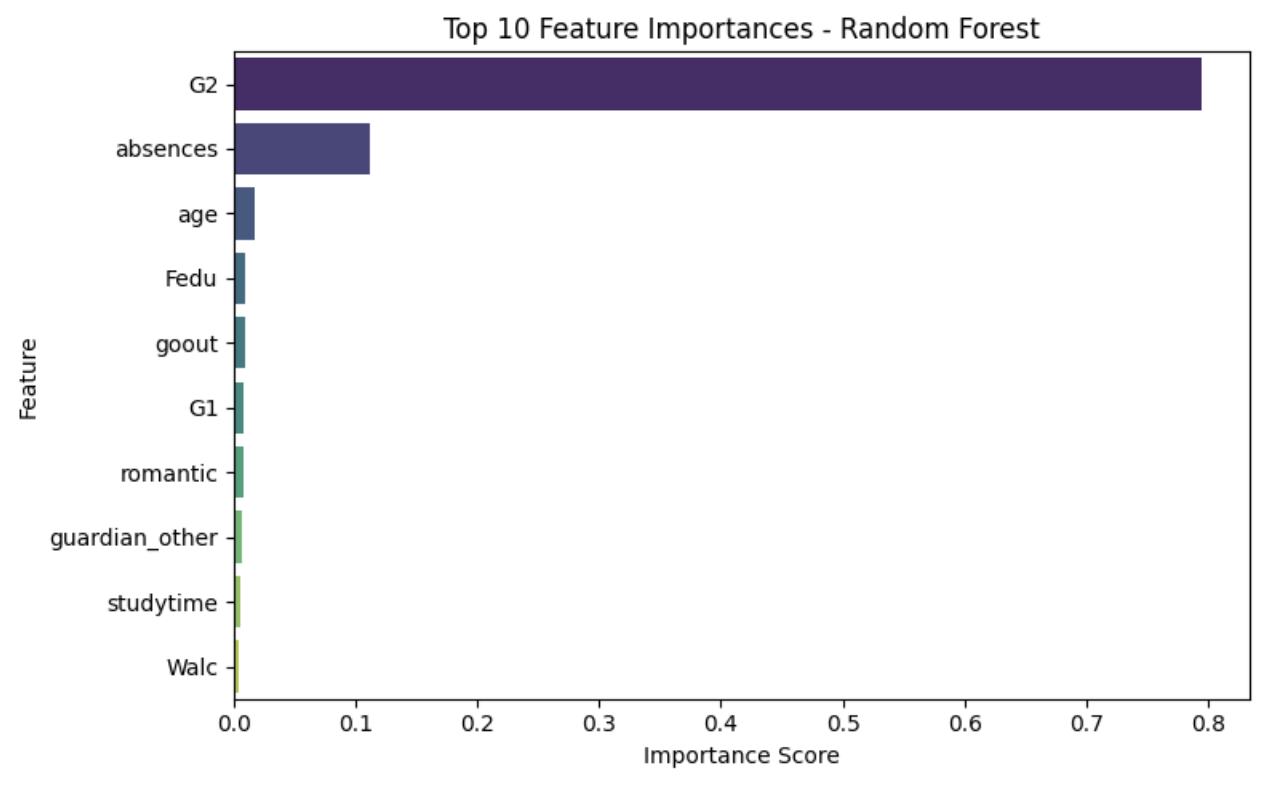 Top 10 Feature Importances - Random Forest
G2
absences
age
Fedu
goout
G1
romantic
guardian_other
studytime
Walc
Feature
0.0 0.1 0.2 0.3 0.4 0.5 0.6 0.7 0.8
Importance Score